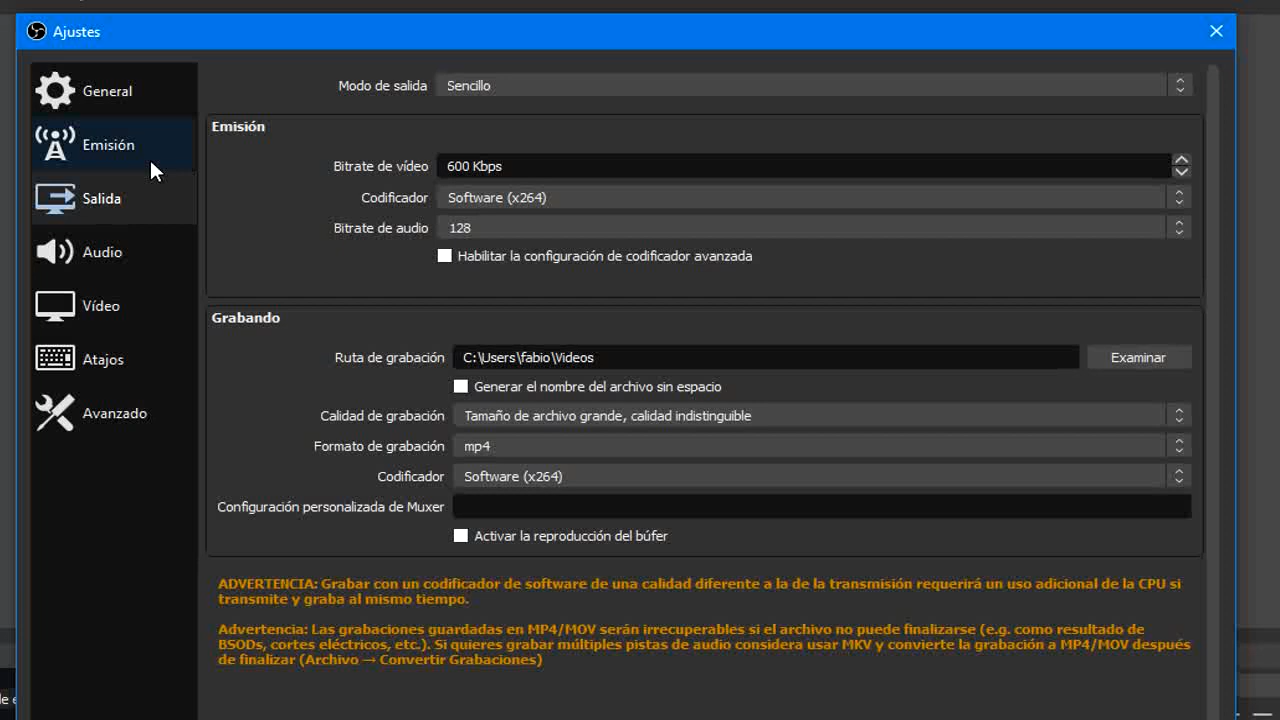 Ajustes
General
Emisión
Salida
Audio
Vídeo
Atajos
Avanzado
Modo de salida Sencillo
Emisión
Bitrate de vídeo 600 Kbps
Codificador Software (x264)
Bitrate de audio 128
Habilitar la configuración de codificador avanzada
Grabando
Ruta de grabación C:\Users\fabio\Videos Examinar
Generar el nombre del archivo sin espacio
Calidad de grabación Tamaño de archivo grande, calidad indistinguible
Formato de grabación mp4
Codificador Software (x264)
Configuración personalizada de Muxer
Activar la reproducción del búfer
ADVERTENCIA: Grabar con un codificador de software de una calidad diferente a la de la transmisión requerirá un uso adicional de la CPU si
transmite y graba al mismo tiempo.
Advertencia: Las grabaciones guardadas en MP4/MOV serán irrecuperables si el archivo no puede finalizarse (e.g. como resultado de
BSODs, cortes eléctricos, etc.). Si quieres grabar múltiples pistas de audio considera usar MKV y convierte la grabación a MP4/MOV después
de finalizar (Archivo → Convertir Grabaciones)